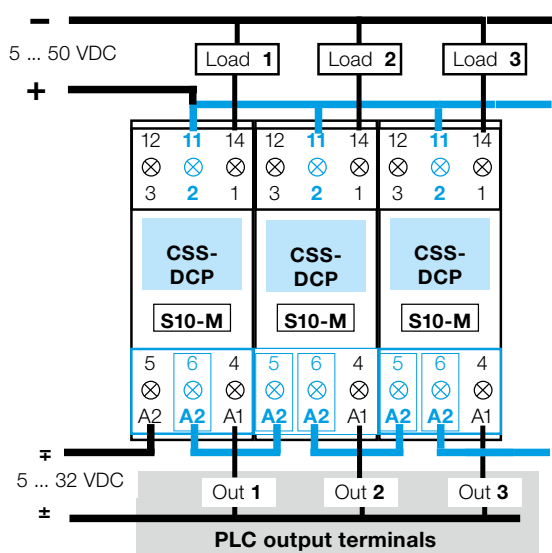 −
5 ... 50 VDC
+
Load 1 Load 2 Load 3
12 11 14 12 11 14 12 11 14
3 2 1 3 2 1 3 2 1
CSS-DCP CSS-DCP CSS-DCP
S10-M S10-M S10-M
5 6 4 5 6 4 5 6 4
A2 A2 A1 A2 A2 A1 A2 A2 A1
∓
5 ... 32 VDC
±
Out 1 Out 2 Out 3
PLC output terminals